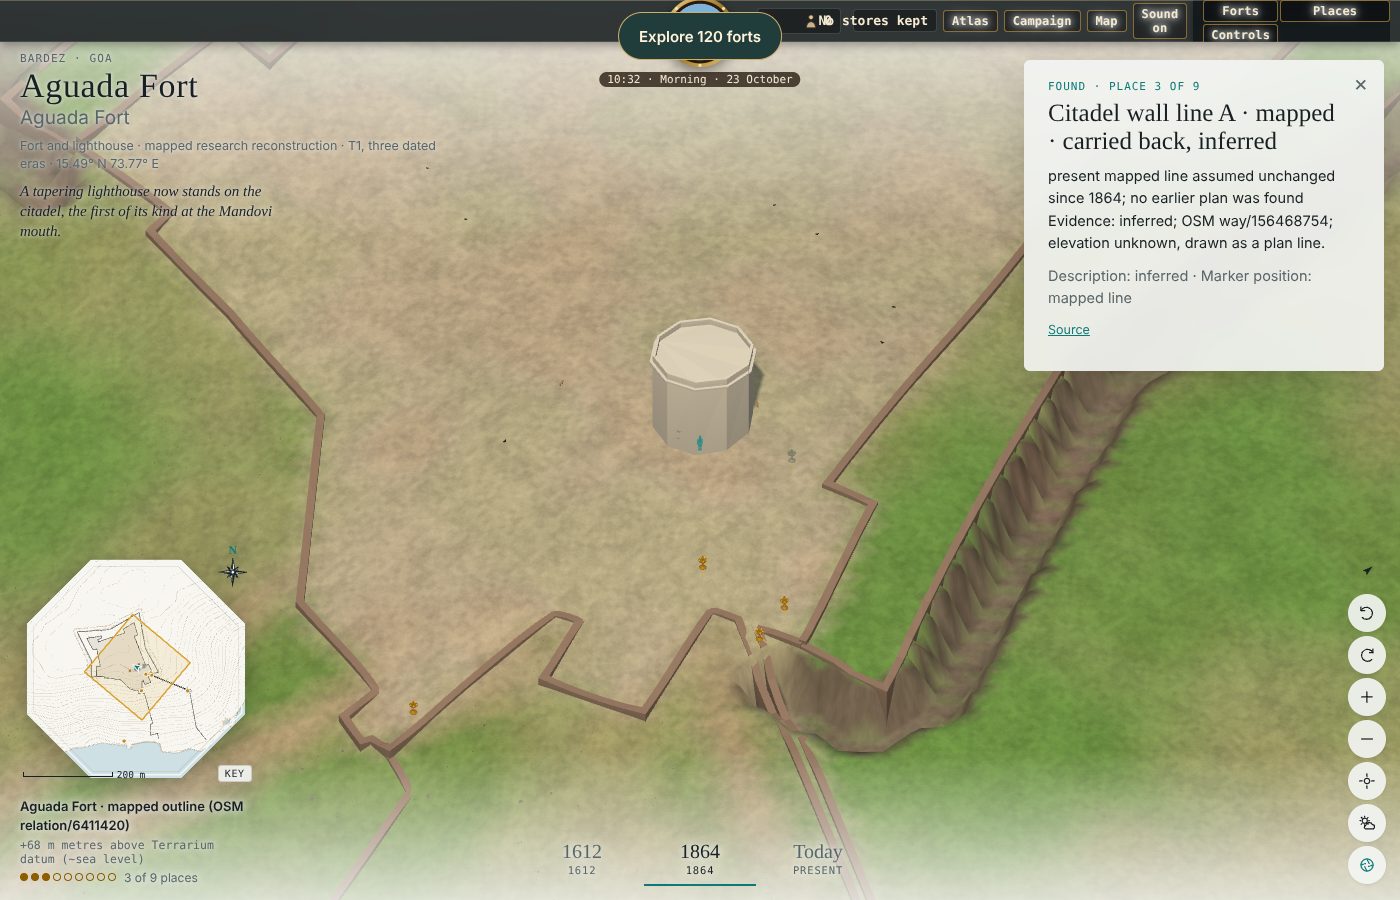 Explore 120 forts
stores kept
Atlas
Campaign
Map
Sound on
Forts
Places
Controls
10:32 · Morning · 23 October
BARDEZ · GOA
Aguada Fort
Aguada Fort
Fort and lighthouse · mapped research reconstruction · T1, three dated
eras · 15.49° N 73.77° E
A tapering lighthouse now stands on the
citadel, the first of its kind at the Mandovi
mouth.
FOUND · PLACE 3 OF 9
Citadel wall line A · mapped
· carried back, inferred
present mapped line assumed unchanged
since 1864; no earlier plan was found
Evidence: inferred; OSM way/156468754;
elevation unknown, drawn as a plan line.
Description: inferred · Marker position:
mapped line
Source
N
200 m
KEY
Aguada Fort · mapped outline (OSM
relation/6411420)
+68 m metres above Terrarium
datum (~sea level)
3 of 9 places
1612
1612
1864
1864
Today
PRESENT